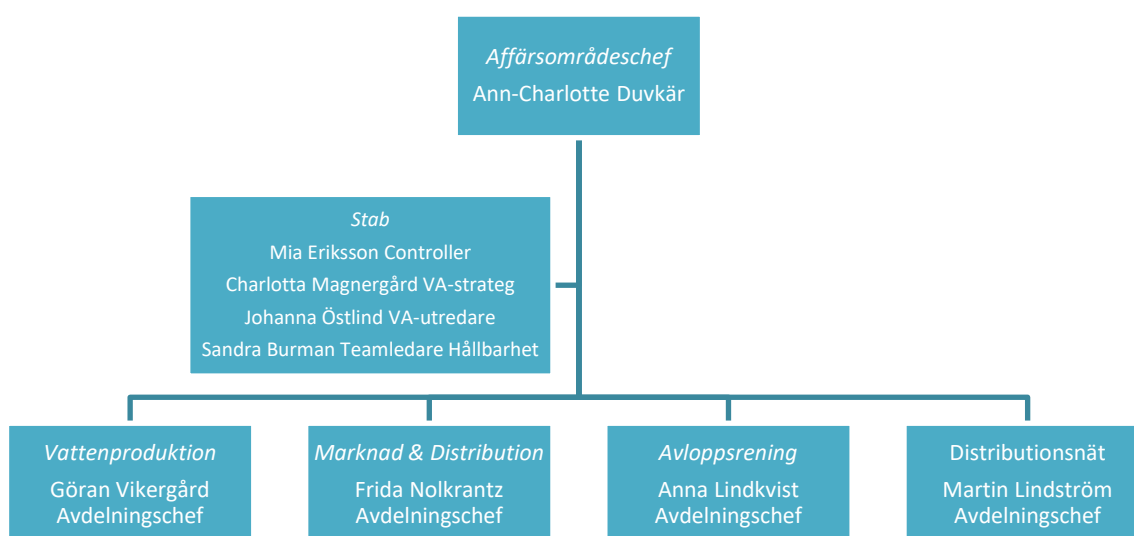 Affärsområdeschef
Ann-Charlotte Duvkär
Stab
Mia Eriksson Controller
Charlotta Magnergård VA-strateg
Johanna Östlind VA-utredare
Sandra Burman Teamledare Hållbarhet
Vattenproduktion
Göran Vikergård
Avdelningschef
Marknad & Distribution
Frida Nolkrantz
Avdelningschef
Avloppsrening
Anna Lindkvist
Avdelningschef
Distributionsnät
Martin Lindström
Avdelningschef